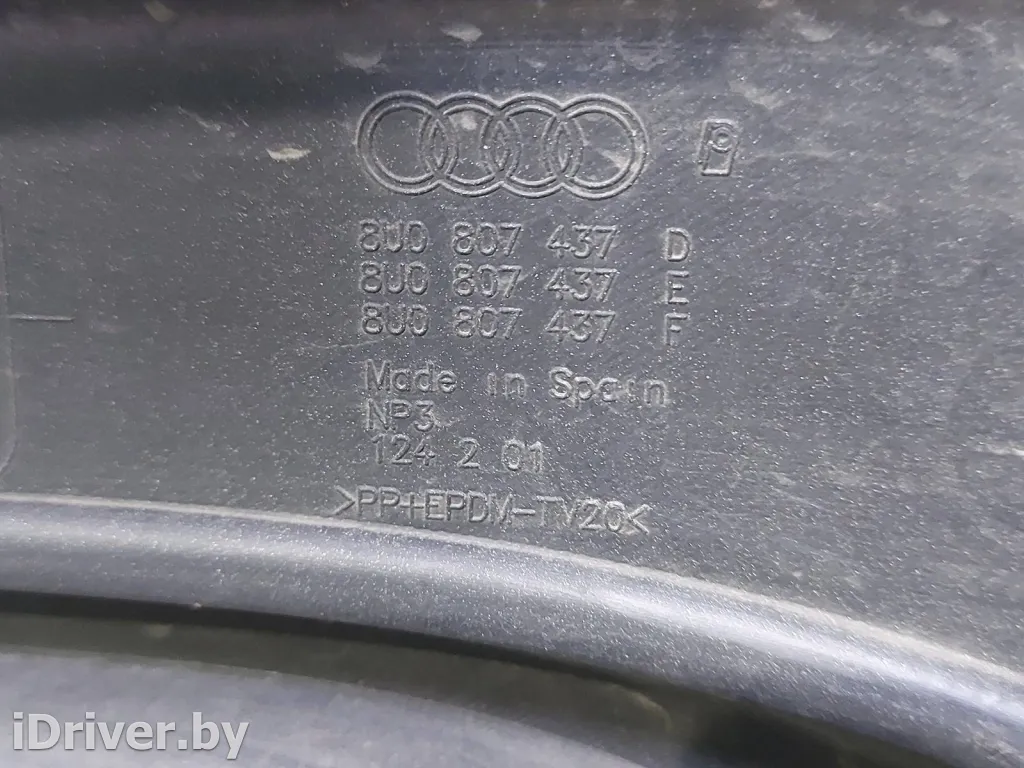 8U0 807 437 D
8U0 807 437 E
8U0 807 437 F
Made in Spain
NP3
124 2 01
>PP+EPDM-TV20<
iDriver.by